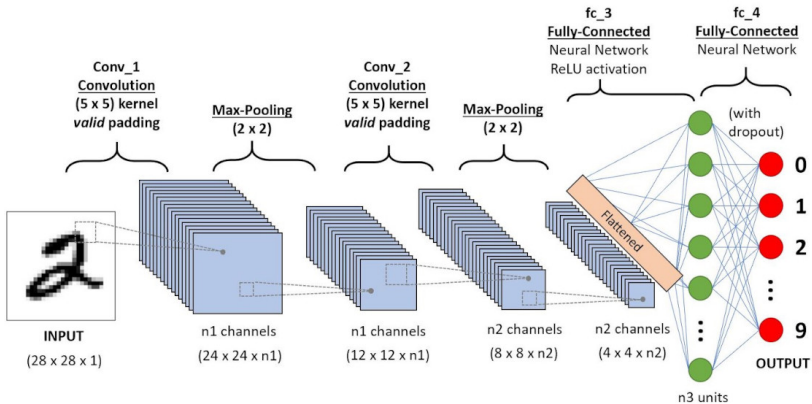 Conv_1
Convolution
(5 x 5) kernel
valid padding
Max-Pooling
(2 x 2)
Conv_2
Convolution
(5 x 5) kernel
valid padding
Max-Pooling
(2 x 2)
fc_3
Fully-Connected
Neural Network
ReLU activation
fc_4
Fully-Connected
Neural Network
(with
dropout)
Flattened
0
1
2
9
OUTPUT
2
INPUT
(28 x 28 x 1)
n1 channels
(24 x 24 x n1)
n1 channels
(12 x 12 x n1)
n2 channels
(8 x 8 x n2)
n2 channels
(4 x 4 x n2)
n3 units